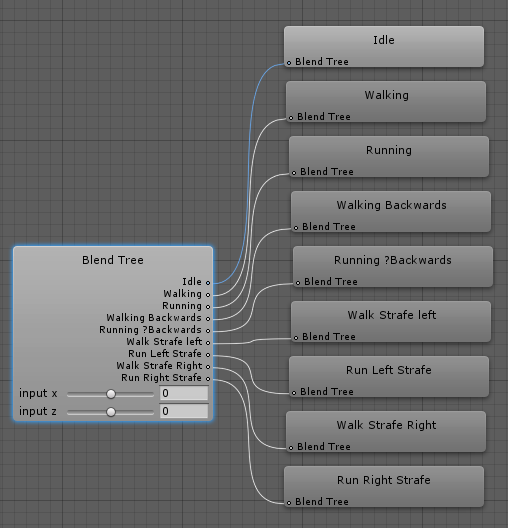 Idle
Blend Tree
Walking
Blend Tree
Running
Blend Tree
Walking Backwards
Blend Tree
Running ?Backwards
Blend Tree
Walk Strafe left
Blend Tree
Run Left Strafe
Blend Tree
Walk Strafe Right
Blend Tree
Run Right Strafe
Blend Tree
Blend Tree
Idle
Walking
Running
Walking Backwards
Running ?Backwards
Walk Strafe left
Run Left Strafe
Walk Strafe Right
Run Right Strafe
input x 0
input z 0